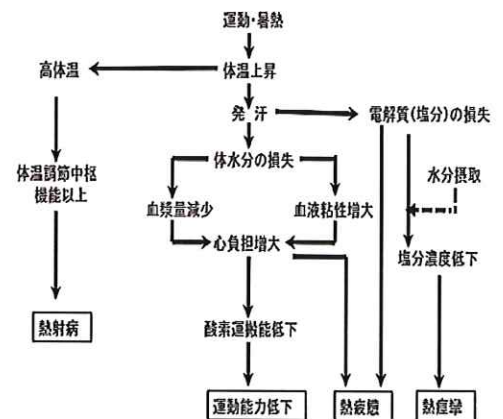 運動・暑熱
高体温
体温上昇
発汗
電解質(塩分)の損失
体温調節中枢
機能以上
体水分の損失
水分摂取
血漿量減少
血液粘性増大
心負担増大
塩分濃度低下
熱射病
酸素運搬能低下
運動能力低下
熱疲憊
熱痙攣